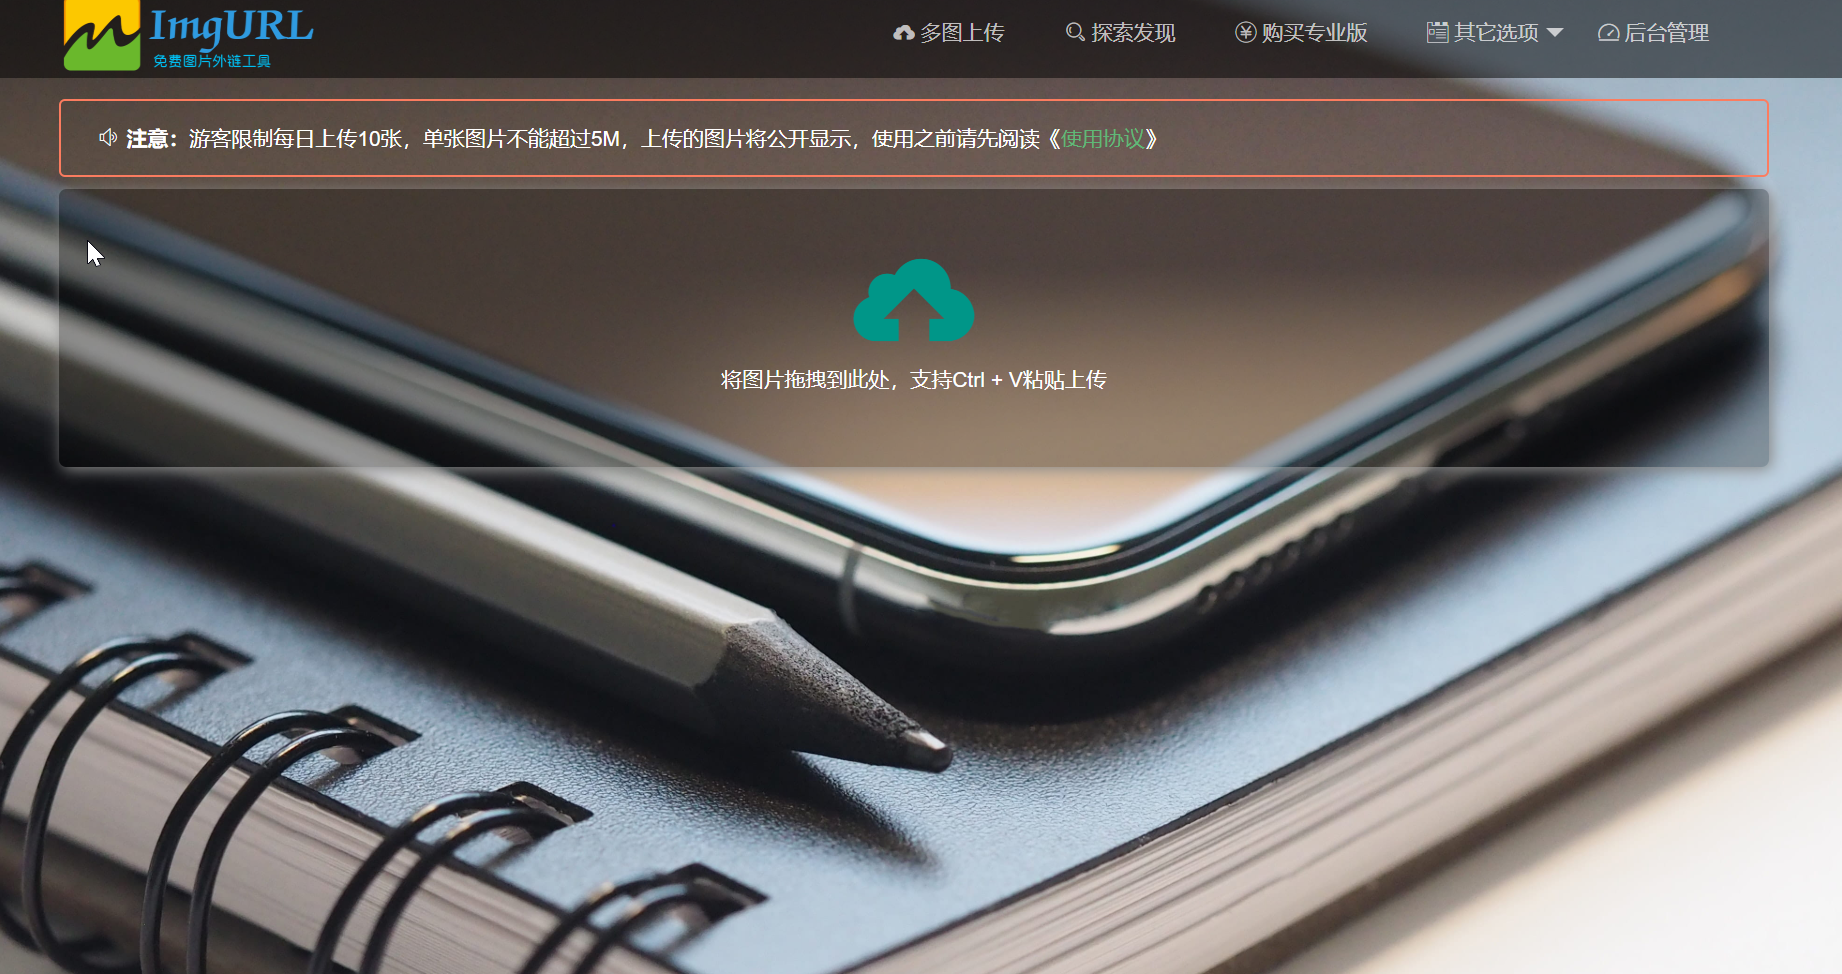 ImgURL
免费图片外链工具
多图上传 探索发现 购买专业版 其它选项 后台管理
注意：游客限制每日上传10张，单张图片不能超过5M，上传的图片将公开显示，使用之前请先阅读《使用协议》
将图片拖拽到此处，支持Ctrl + V粘贴上传